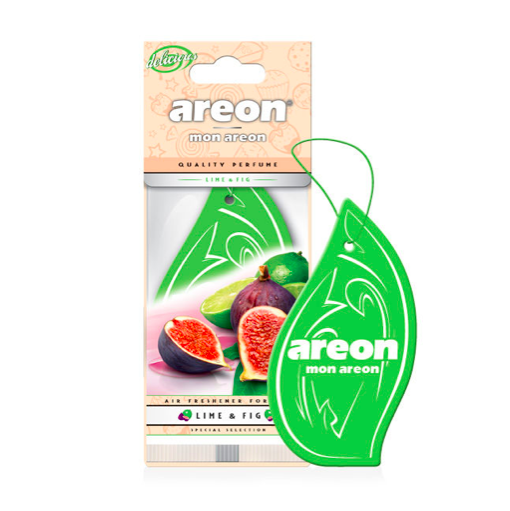 delicious
areon®
mon areon
QUALITY PERFUME
LIME & FIG
AIR FRESHENER FOR
LIME & FIG
SPECIAL SELECTION
areon
mon areon